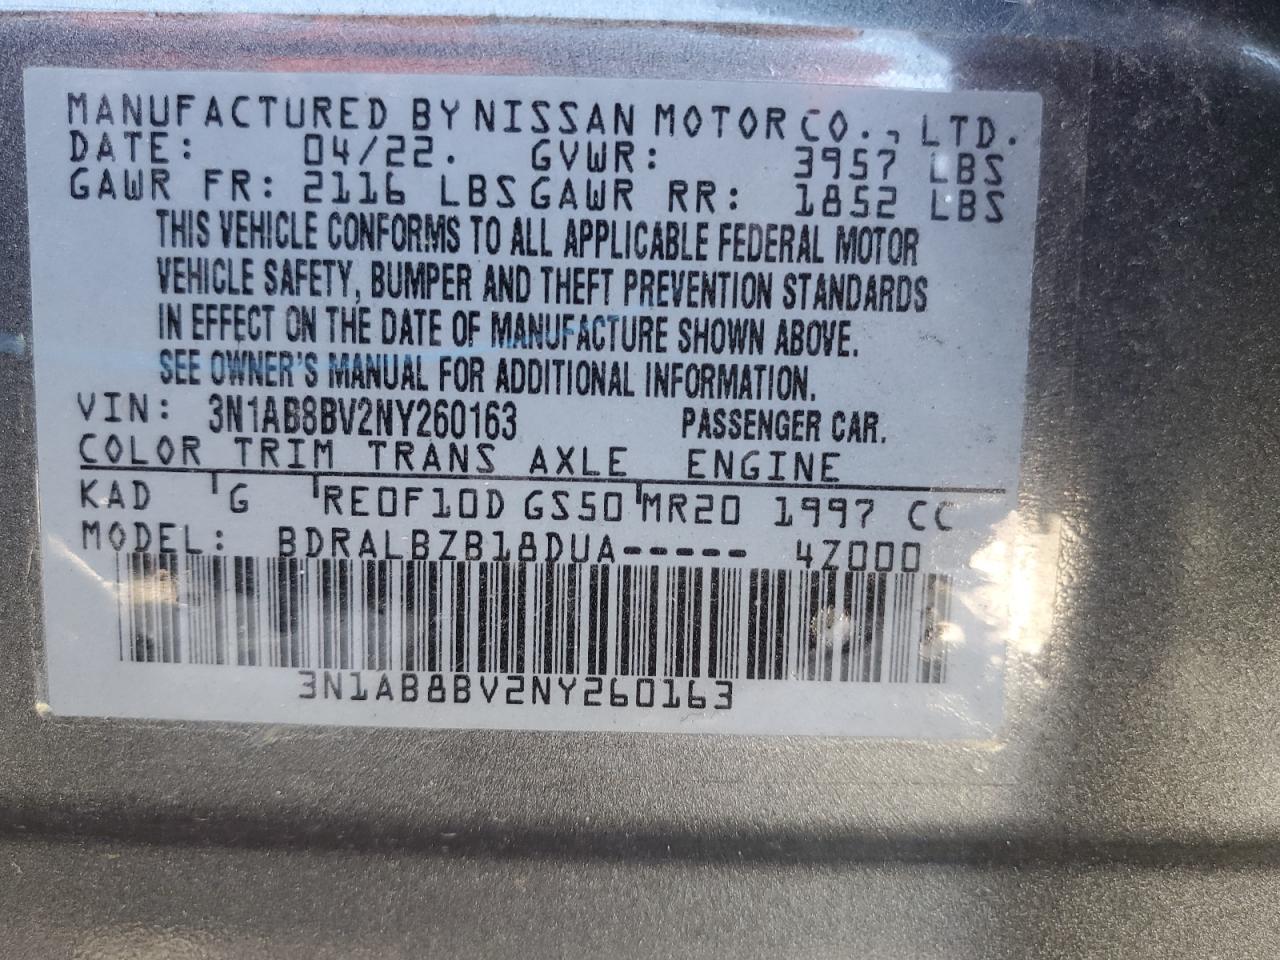 MANUFACTURED BY NISSAN MOTOR CO., LTD.
DATE: 04/22. GVWR: 3957 LBS
GAWR FR: 2116 LBS GAWR RR: 1852 LBS
THIS VEHICLE CONFORMS TO ALL APPLICABLE FEDERAL MOTOR
VEHICLE SAFETY, BUMPER AND THEFT PREVENTION STANDARDS
IN EFFECT ON THE DATE OF MANUFACTURE SHOWN ABOVE.
SEE OWNER'S MANUAL FOR ADDITIONAL INFORMATION.
VIN: 3N1AB8BV2NY260163 PASSENGER CAR.
COLOR TRIM TRANS AXLE ENGINE
KAD G RE0F10D GS50 MR20 1997 CC
MODEL: BDRALBZB18DUA----- 4Z000
3N1AB8BV2NY260163